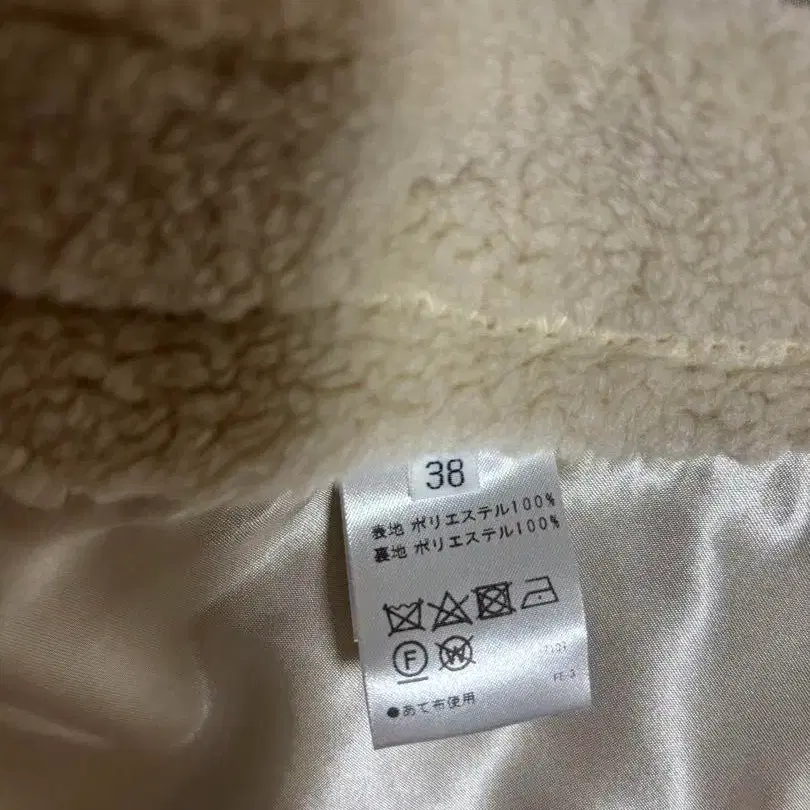 38
表地 ポリエステル100%
裏地 ポリエステル100%
F W
●あて布使用